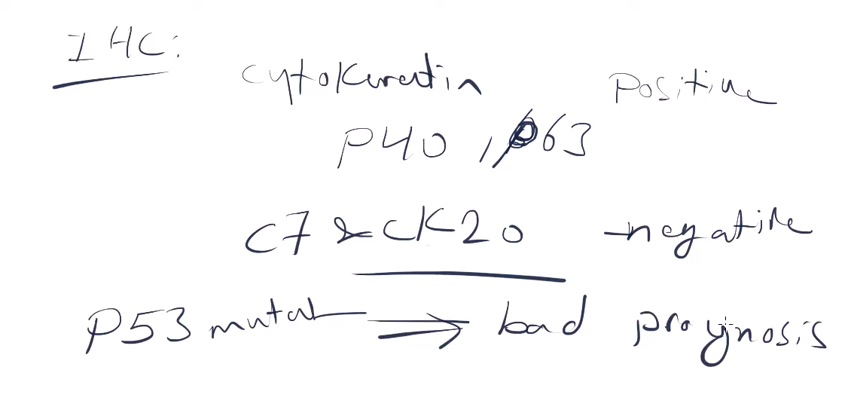 IHC:
cytokeratin positive
P40, p63
C7 & CK20 negative
P53 mutat → bad prognosis